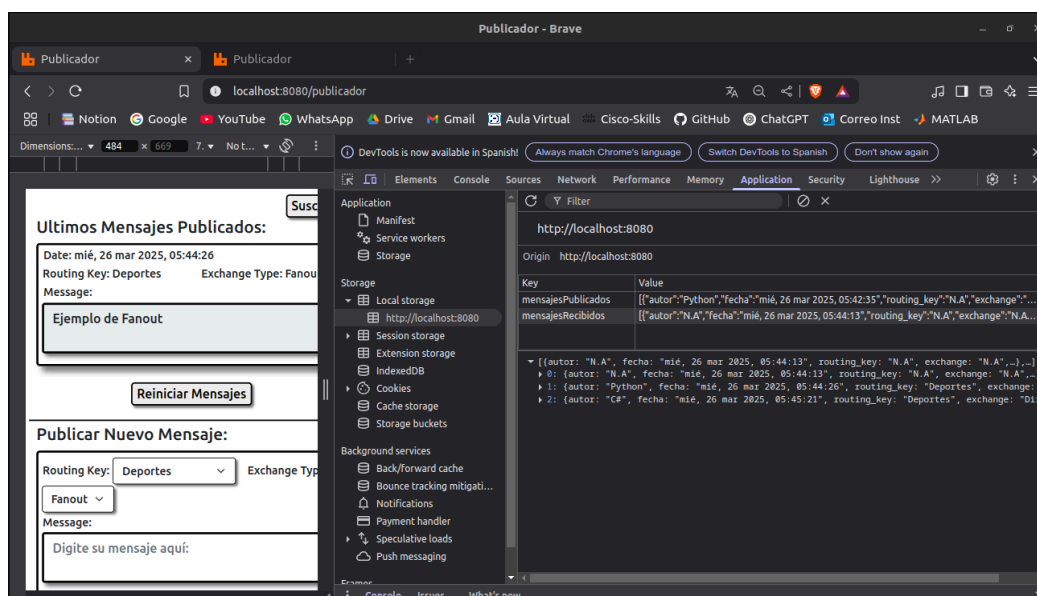 Publicador - Brave
Publicador × Publicador +
localhost:8080/publicador
Notion Google YouTube WhatsApp Drive Gmail Aula Virtual Cisco-Skills GitHub ChatGPT Correo Inst MATLAB
Dimensions:... 484 × 669 7. No t...
DevTools is now available in Spanish! Always match Chrome's language Switch DevTools to Spanish Don't show again ×
Elements Console Sources Network Performance Memory Application Security Lighthouse
Susc
Ultimos Mensajes Publicados:
Date: mié, 26 mar 2025, 05:44:26
Routing Key: Deportes Exchange Type: Fanou
Message:
Ejemplo de Fanout
Reiniciar Mensajes
Publicar Nuevo Mensaje:
Routing Key: Deportes Exchange Typ
Fanout
Message:
Digite su mensaje aquí:
Application
Manifest
Service workers
Storage
Storage
Local storage
http://localhost:8080
Session storage
Extension storage
IndexedDB
Cookies
Cache storage
Storage buckets
Background services
Back/forward cache
Bounce tracking mitigati...
Notifications
Payment handler
Speculative loads
Push messaging
Frames
Filter
http://localhost:8080
Origin http://localhost:8080
Key Value
mensajesPublicados [{"autor":"Python","fecha":"mié, 26 mar 2025, 05:42:35","routing_key":"N.A","exchange":"...
mensajesRecibidos [{"autor":"N.A","fecha":"mié, 26 mar 2025, 05:44:13","routing_key":"N.A","exchange":"N.A...
[{autor: "N.A", fecha: "mié, 26 mar 2025, 05:44:13", routing_key: "N.A", exchange: "N.A",…},…]
0: {autor: "N.A", fecha: "mié, 26 mar 2025, 05:44:13", routing_key: "N.A", exchange: "N.A",…
1: {autor: "Python", fecha: "mié, 26 mar 2025, 05:44:26", routing_key: "Deportes", exchange:
2: {autor: "C#", fecha: "mié, 26 mar 2025, 05:45:21", routing_key: "Deportes", exchange: "Di
Console Issues What's new